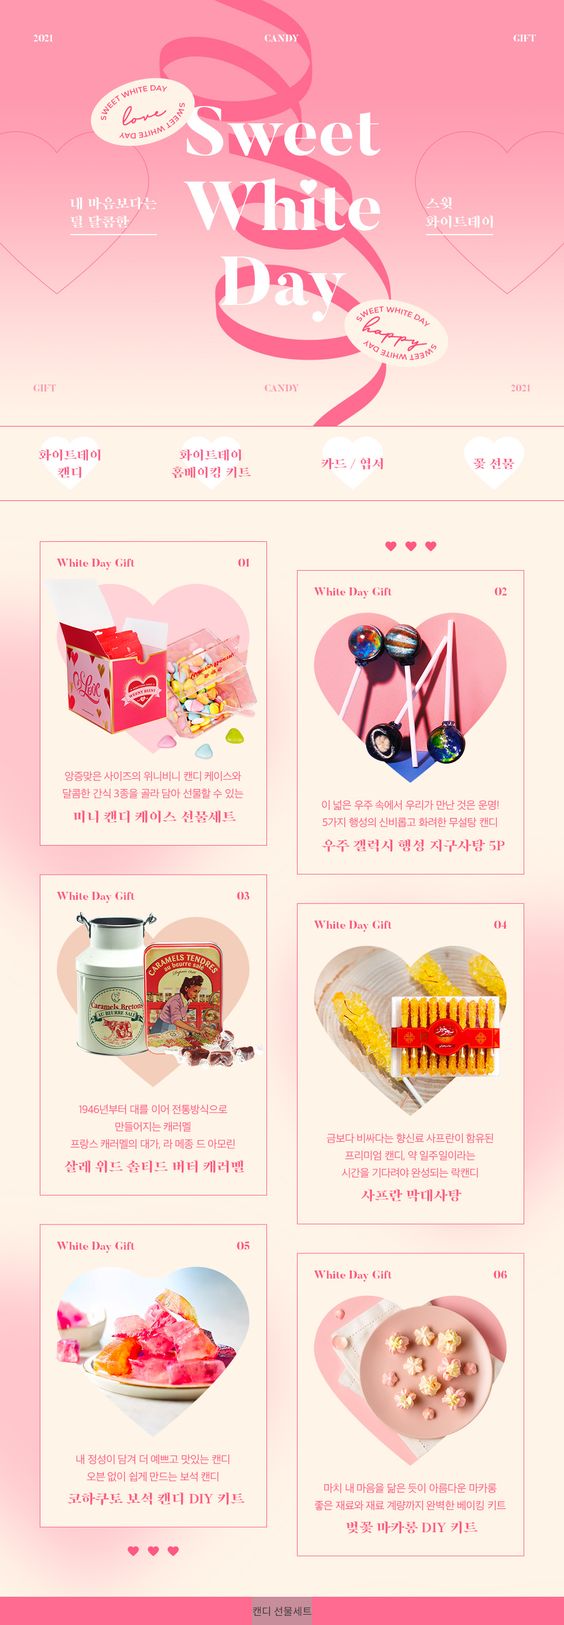 2021
CANDY
GIFT
SWEET WHITE DAY
love
SWEET WHITE DAY
Sweet
White
Day
내 마음보다는
덜 달콤한
스윗
화이트데이
SWEET WHITE DAY
happy
SWEET WHITE DAY
GIFT
CANDY
2021
화이트데이
캔디
화이트데이
홈베이킹 키트
카드 / 엽서
꽃 선물
White Day Gift
01
Love
SWEET BEENY
앙증맞은 사이즈의 위니비니 캔디 케이스와
달콤한 간식 3종을 골라 담아 선물할 수 있는
미니 캔디 케이스 선물세트
White Day Gift
02
이 넓은 우주 속에서 우리가 만난 것은 운명!
5가지 행성의 신비롭고 화려한 무설탕 캔디
우주 갤럭시 행성 지구사탕 5P
White Day Gift
03
Caramels Bretons
AU BEURRE SALÉ
CARAMELS TENDRES
au beurre salé
1946년부터 대를 이어 전통방식으로
만들어지는 캐러멜
프랑스 캐러멜의 대가, 라 메종 드 아모린
살레 위드 솔티드 버터 캐러멜
White Day Gift
04
금보다 비싸다는 향신료 사프란이 함유된
프리미엄 캔디, 약 일주일이라는
시간을 기다려야 완성되는 락캔디
사프란 막대사탕
White Day Gift
05
내 정성이 담겨 더 예쁘고 맛있는 캔디
오븐 없이 쉽게 만드는 보석 캔디
코하쿠토 보석 캔디 DIY 키트
White Day Gift
06
마치 내 마음을 닮은 듯이 아름다운 마카롱
좋은 재료와 재료 계량까지 완벽한 베이킹 키트
벚꽃 마카롱 DIY 키트
캔디 선물세트